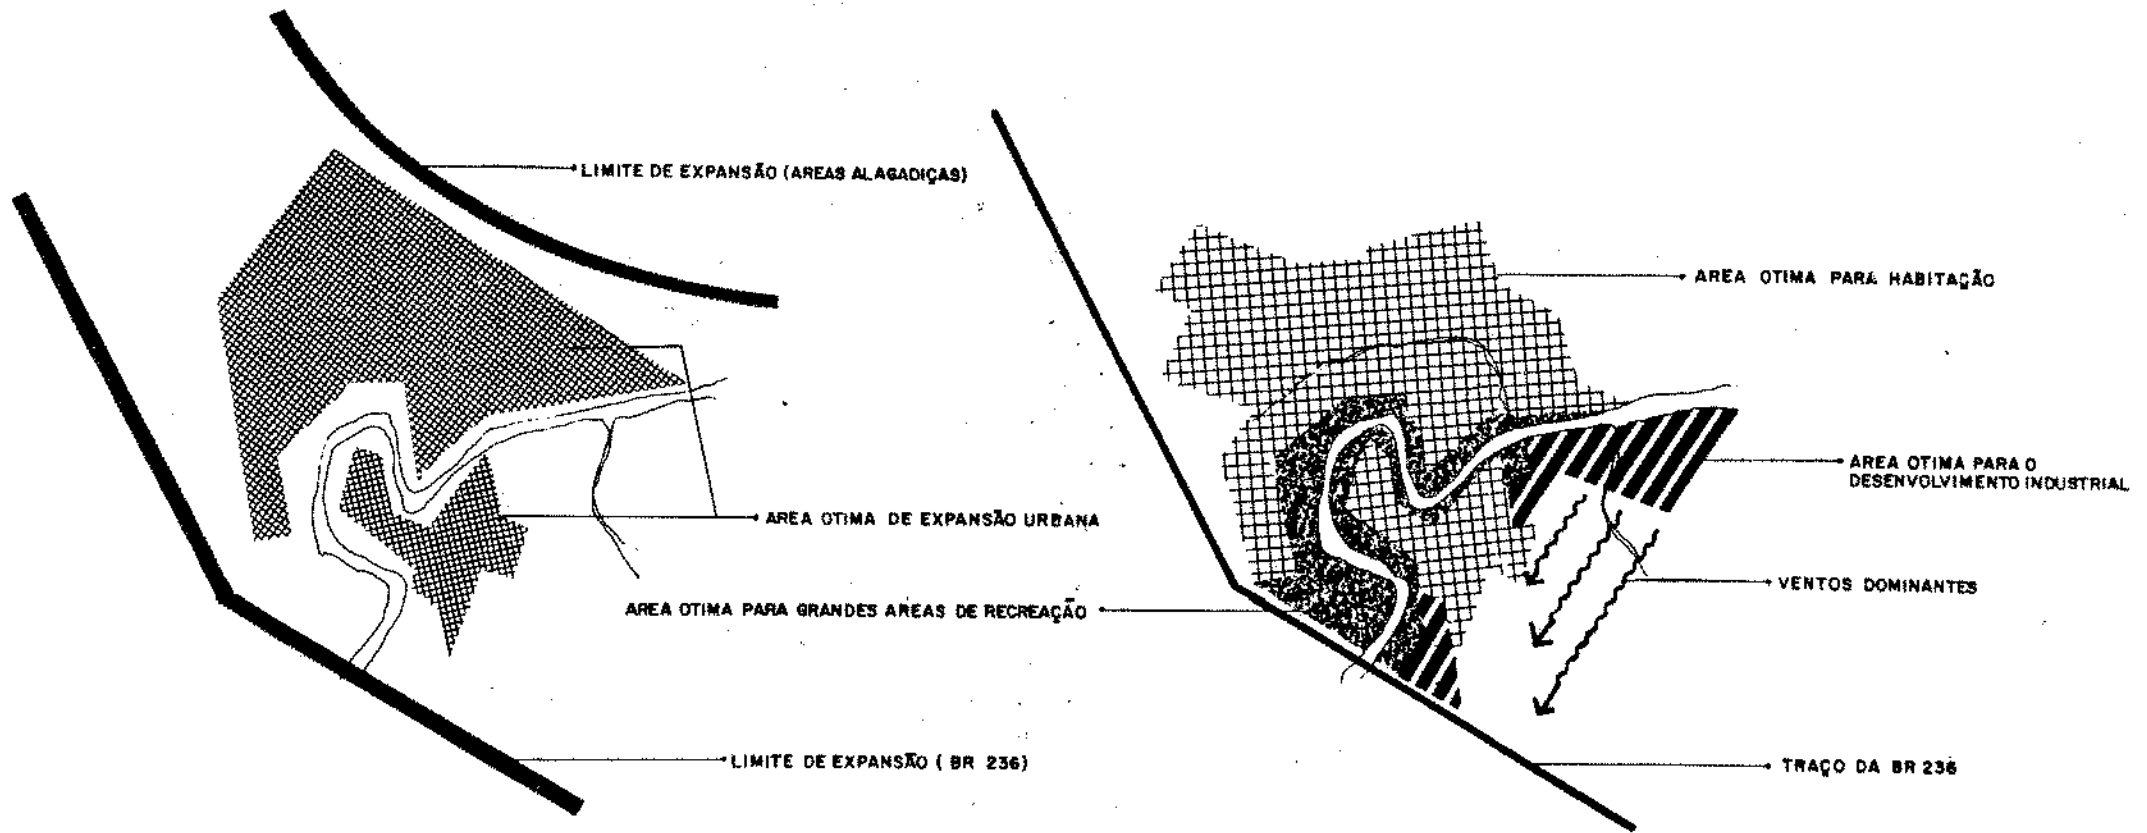 LIMITE DE EXPANSÃO (AREAS ALAGADIÇAS)
AREA OTIMA DE EXPANSÃO URBANA
LIMITE DE EXPANSÃO ( BR 236)
AREA OTIMA PARA HABITAÇÃO
AREA OTIMA PARA O
DESENVOLVIMENTO INDUSTRIAL
VENTOS DOMINANTES
AREA OTIMA PARA GRANDES AREAS DE RECREAÇÃO
TRAÇO DA BR 236